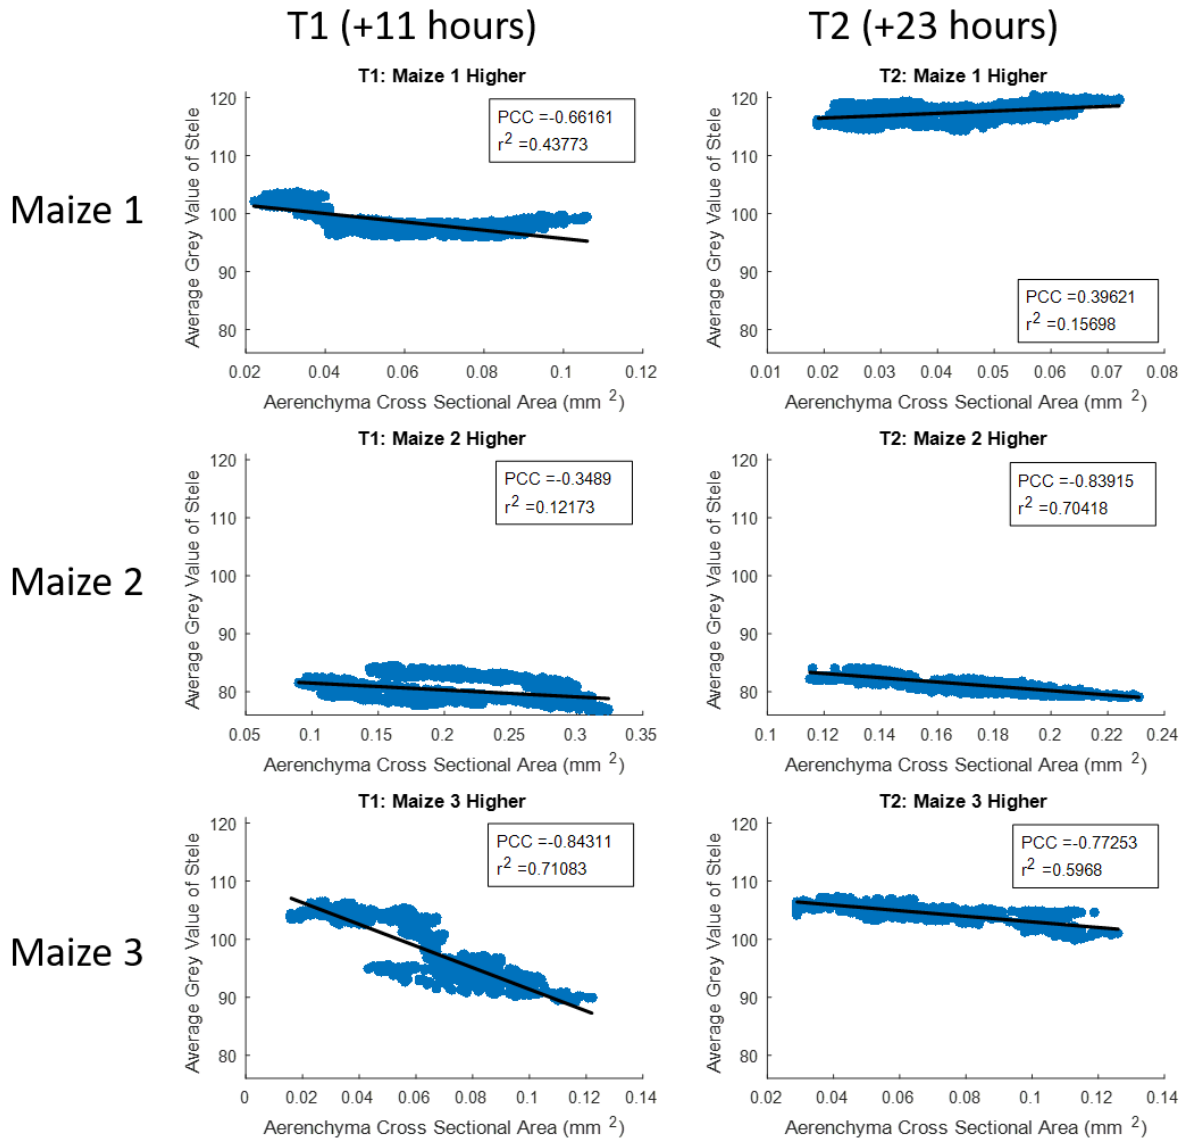 T1 (+11 hours)
T2 (+23 hours)
Maize 1
T1: Maize 1 Higher
Average Grey Value of Stele
120
110
100
90
80
PCC =-0.66161
r² =0.43773
0.02 0.04 0.06 0.08 0.1 0.12
Aerenchyma Cross Sectional Area (mm ²)
T2: Maize 1 Higher
Average Grey Value of Stele
120
110
100
90
80
PCC =0.39621
r² =0.15698
0.01 0.02 0.03 0.04 0.05 0.06 0.07 0.08
Aerenchyma Cross Sectional Area (mm ²)
Maize 2
T1: Maize 2 Higher
Average Grey Value of Stele
120
110
100
90
80
PCC =-0.3489
r² =0.12173
0.05 0.1 0.15 0.2 0.25 0.3 0.35
Aerenchyma Cross Sectional Area (mm ²)
T2: Maize 2 Higher
Average Grey Value of Stele
120
110
100
90
80
PCC =-0.83915
r² =0.70418
0.1 0.12 0.14 0.16 0.18 0.2 0.22 0.24
Aerenchyma Cross Sectional Area (mm ²)
Maize 3
T1: Maize 3 Higher
Average Grey Value of Stele
120
110
100
90
80
PCC =-0.84311
r² =0.71083
0 0.02 0.04 0.06 0.08 0.1 0.12 0.14
Aerenchyma Cross Sectional Area (mm ²)
T2: Maize 3 Higher
Average Grey Value of Stele
120
110
100
90
80
PCC =-0.77253
r² =0.5968
0.02 0.04 0.06 0.08 0.1 0.12 0.14
Aerenchyma Cross Sectional Area (mm ²)